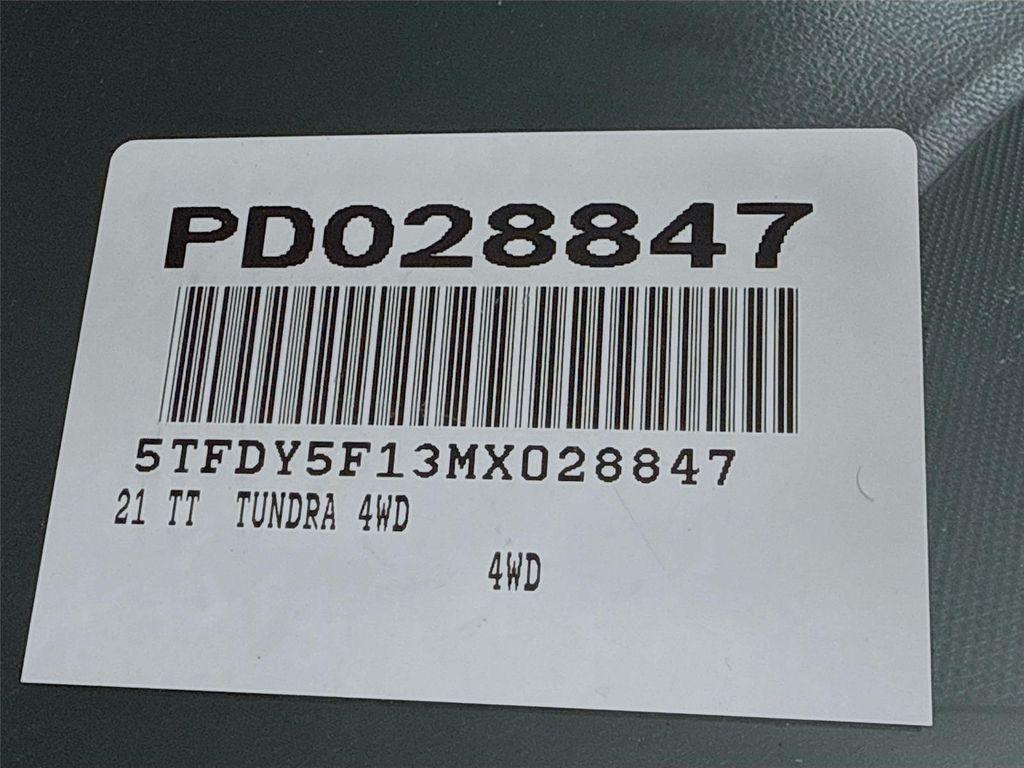 PD028847
5TFDY5F13MX028847
21 TT TUNDRA 4WD
4WD